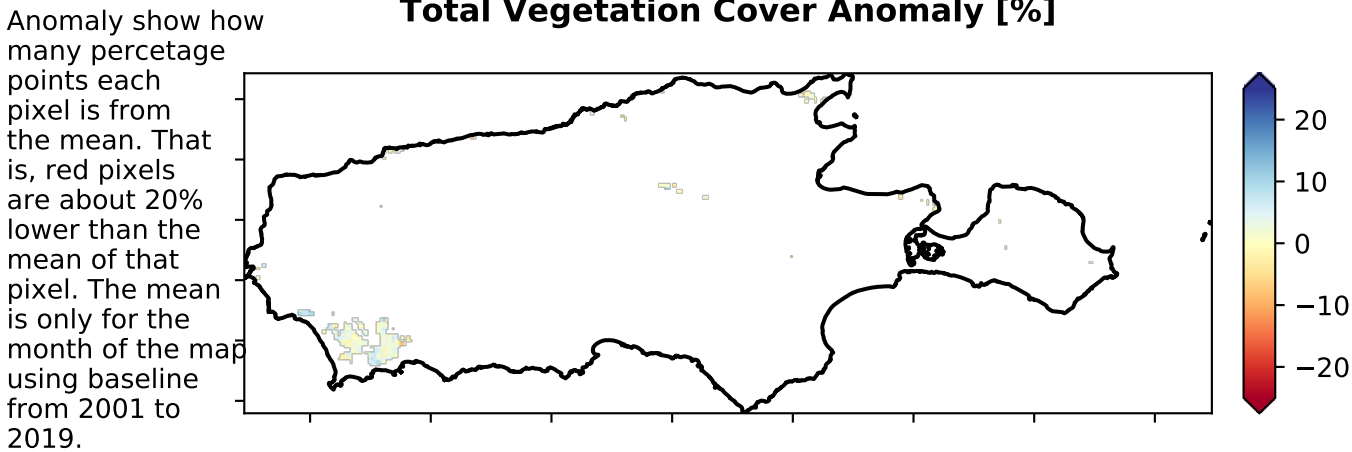 Total Vegetation Cover Anomaly [%]
Anomaly show how
many percetage
points each
pixel is from
the mean. That
is, red pixels
are about 20%
lower than the
mean of that
pixel. The mean
is only for the
month of the map
using baseline
from 2001 to
2019.
20
10
0
−10
−20